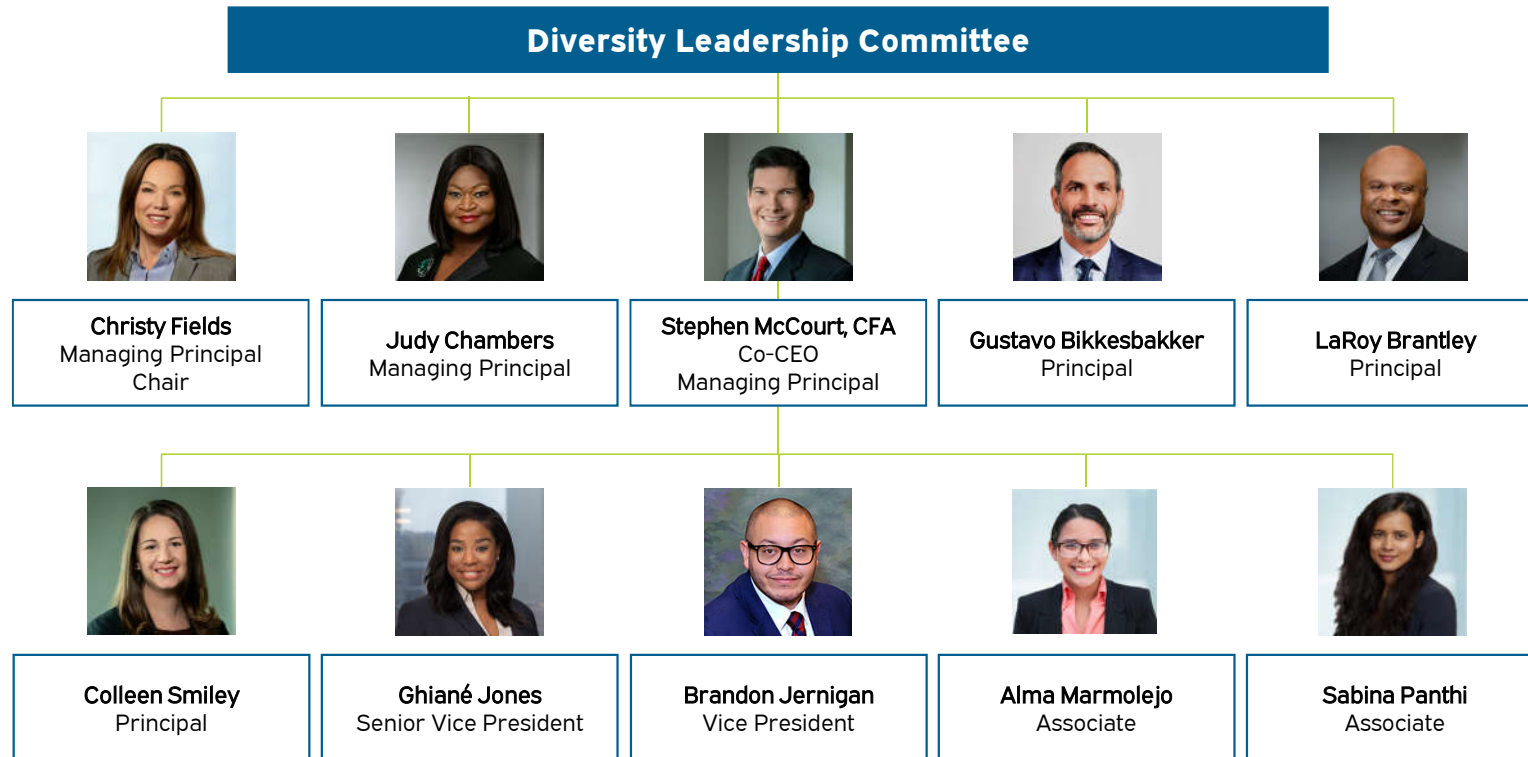 Diversity Leadership Committee
Christy Fields
Managing Principal
Chair
Judy Chambers
Managing Principal
Stephen McCourt, CFA
Co-CEO
Managing Principal
Gustavo Bikkesbakker
Principal
LaRoy Brantley
Principal
Colleen Smiley
Principal
Ghiané Jones
Senior Vice President
Brandon Jernigan
Vice President
Alma Marmolejo
Associate
Sabina Panthi
Associate